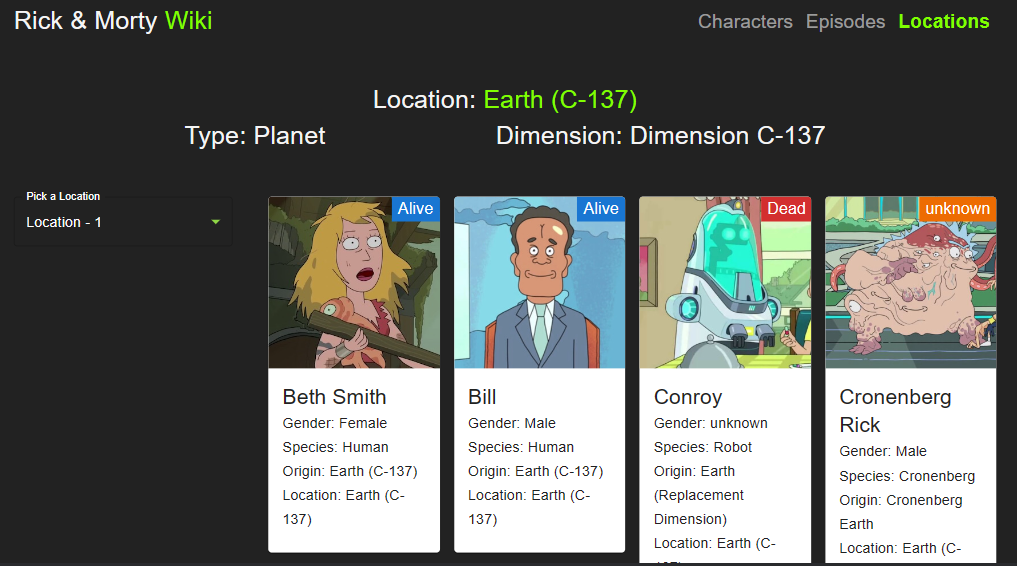 Rick & Morty Wiki
Characters Episodes Locations
Location: Earth (C-137)
Type: Planet
Dimension: Dimension C-137
Pick a Location
Location - 1
Alive
Beth Smith
Gender: Female
Species: Human
Origin: Earth (C-137)
Location: Earth (C-
137)
Alive
Bill
Gender: Male
Species: Human
Origin: Earth (C-137)
Location: Earth (C-
137)
Dead
Conroy
Gender: unknown
Species: Robot
Origin: Earth
(Replacement
Dimension)
Location: Earth (C-
unknown
Cronenberg
Rick
Gender: Male
Species: Cronenberg
Origin: Cronenberg
Earth
Location: Earth (C-